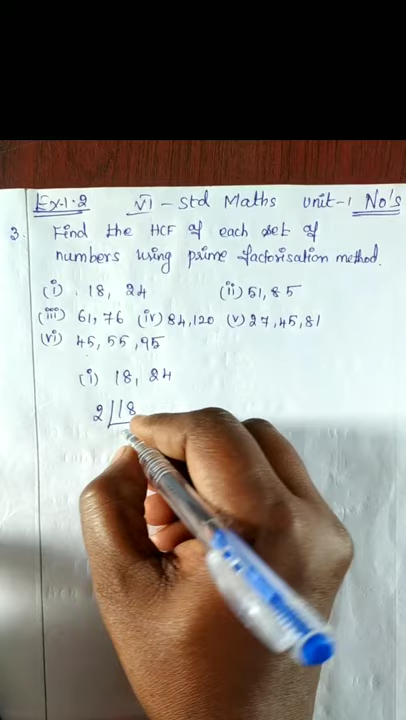 Ex-1.2 VI - Std Maths Unit-1 No's
3. Find the HCF of each set of
numbers using prime factorisation method.
(i) 18, 24 (ii) 51, 85
(iii) 61, 76 (iv) 84, 120 (v) 27, 45, 81
(vi) 45, 55, 95
(i) 18, 24
2 | 18